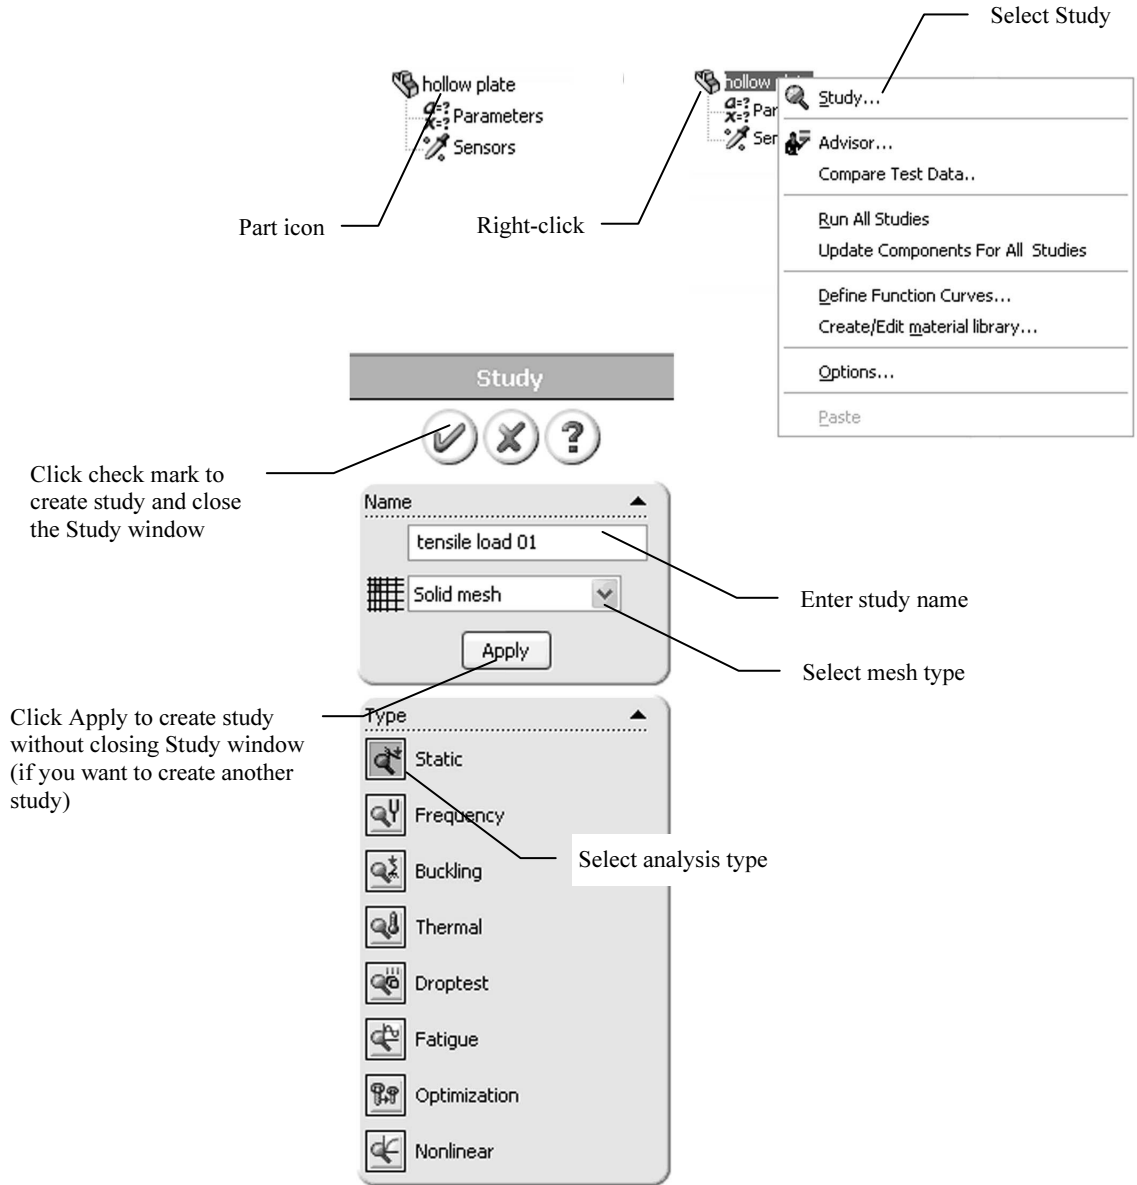 Select Study
hollow plate
Parameters
Sensors
Part icon
Right-click
hollow
Par
Sen
Study...
Advisor...
Compare Test Data..
Run All Studies
Update Components For All Studies
Define Function Curves...
Create/Edit material library...
Options...
Paste
Study
Click check mark to
create study and close
the Study window
Name
tensile load 01
Solid mesh
Apply
Enter study name
Select mesh type
Click Apply to create study
without closing Study window
(if you want to create another
study)
Type
Static
Frequency
Buckling
Thermal
Droptest
Fatigue
Optimization
Nonlinear
Select analysis type